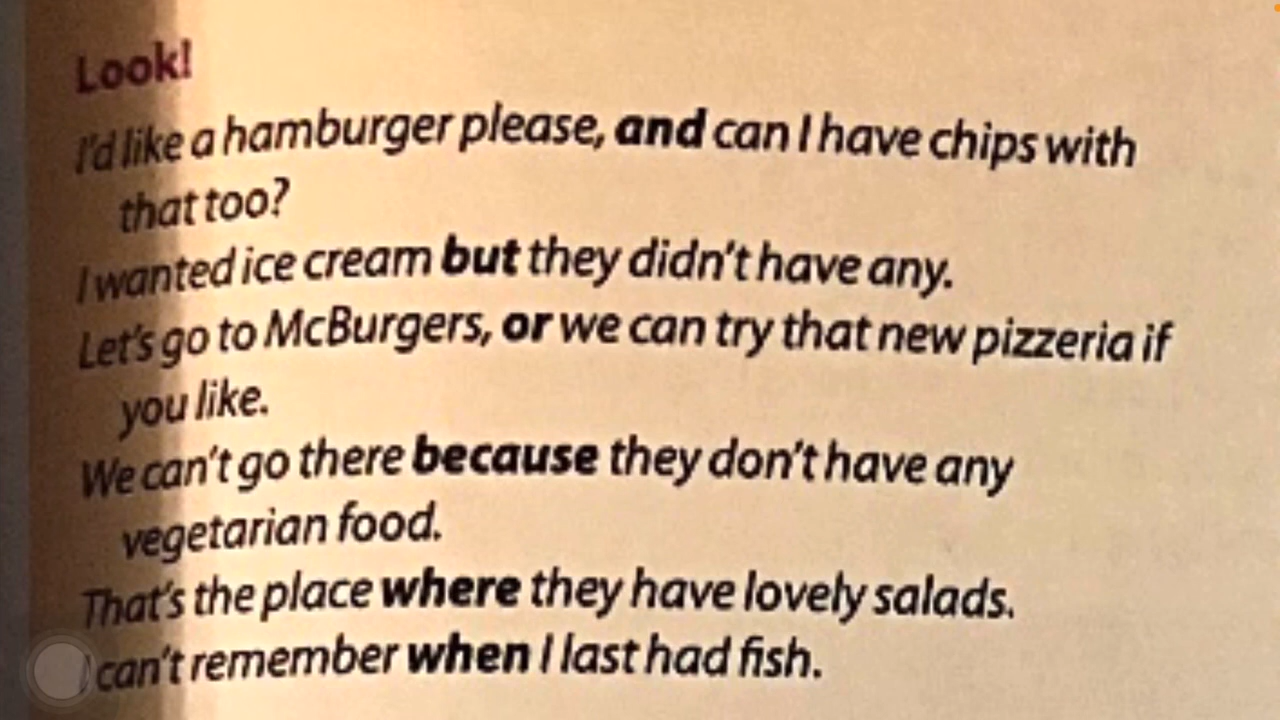 Look!
I'd like a hamburger please, and can I have chips with
that too?
I wanted ice cream but they didn't have any.
Let's go to McBurgers, or we can try that new pizzeria if
you like.
We can't go there because they don't have any
vegetarian food.
That's the place where they have lovely salads.
I can't remember when I last had fish.